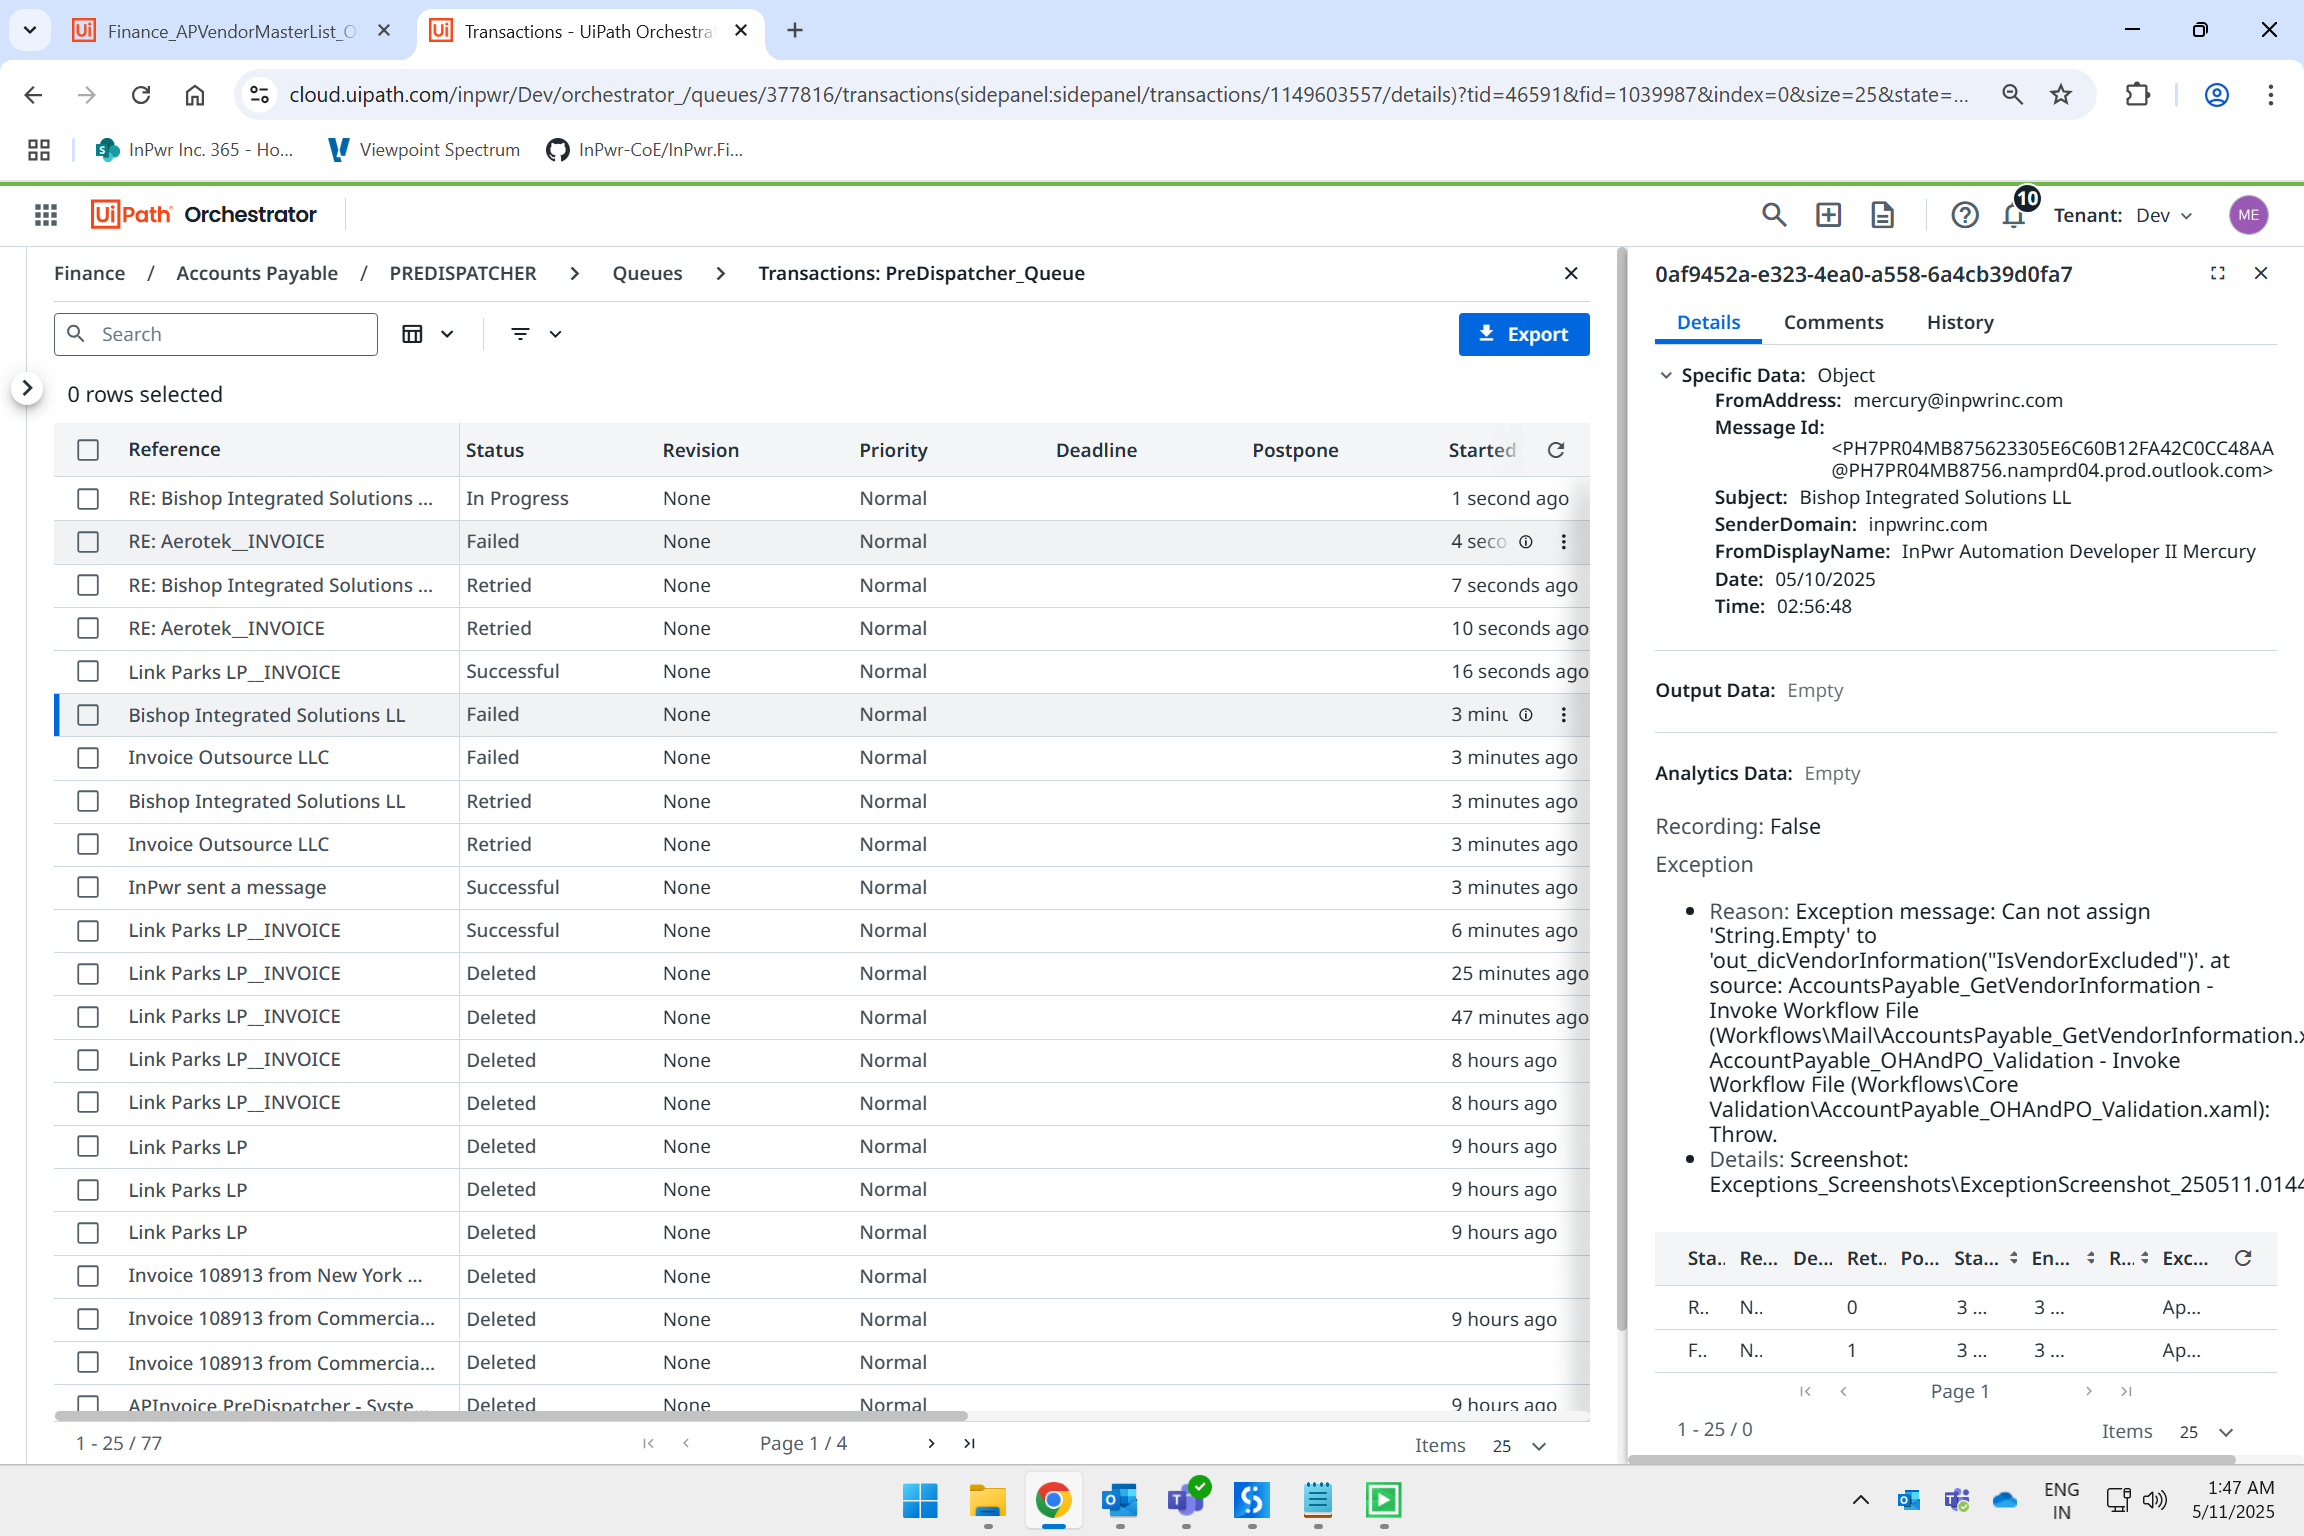 Finance_APVendorMasterList_O
Transactions - UiPath Orchestra
cloud.uipath.com/inpwr/Dev/orchestrator_/queues/377816/transactions(sidepanel:sidepanel/transactions/1149603557/details)?tid=46591&fid=1039987&index=0&size=25&state=...
InPwr Inc. 365 - Ho...
Viewpoint Spectrum
InPwr-CoE/InPwr.Fi...
UiPath Orchestrator
10
Tenant: Dev
ME
Finance / Accounts Payable / PREDISPATCHER > Queues > Transactions: PreDispatcher_Queue
Search
Export
0 rows selected
Reference Status Revision Priority Deadline Postpone Started
RE: Bishop Integrated Solutions ... In Progress None Normal 1 second ago
RE: Aerotek__INVOICE Failed None Normal 4 seco
RE: Bishop Integrated Solutions ... Retried None Normal 7 seconds ago
RE: Aerotek__INVOICE Retried None Normal 10 seconds ago
Link Parks LP__INVOICE Successful None Normal 16 seconds ago
Bishop Integrated Solutions LL Failed None Normal 3 minu
Invoice Outsource LLC Failed None Normal 3 minutes ago
Bishop Integrated Solutions LL Retried None Normal 3 minutes ago
Invoice Outsource LLC Retried None Normal 3 minutes ago
InPwr sent a message Successful None Normal 3 minutes ago
Link Parks LP__INVOICE Successful None Normal 6 minutes ago
Link Parks LP__INVOICE Deleted None Normal 25 minutes ago
Link Parks LP__INVOICE Deleted None Normal 47 minutes ago
Link Parks LP__INVOICE Deleted None Normal 8 hours ago
Link Parks LP__INVOICE Deleted None Normal 8 hours ago
Link Parks LP Deleted None Normal 9 hours ago
Link Parks LP Deleted None Normal 9 hours ago
Link Parks LP Deleted None Normal 9 hours ago
Invoice 108913 from New York ... Deleted None Normal
Invoice 108913 from Commercia... Deleted None Normal 9 hours ago
Invoice 108913 from Commercia... Deleted None Normal
APInvoice PreDispatcher - Syste... Deleted None Normal 9 hours ago
1 - 25 / 77
Page 1 / 4
Items 25
0af9452a-e323-4ea0-a558-6a4cb39d0fa7
Details Comments History
Specific Data: Object
FromAddress: mercury@inpwrinc.com
Message Id:
<PH7PR04MB875623305E6C60B12FA42C0CC48AA
@PH7PR04MB8756.namprd04.prod.outlook.com>
Subject: Bishop Integrated Solutions LL
SenderDomain: inpwrinc.com
FromDisplayName: InPwr Automation Developer II Mercury
Date: 05/10/2025
Time: 02:56:48
Output Data: Empty
Analytics Data: Empty
Recording: False
Exception
Reason: Exception message: Can not assign
'String.Empty' to
'out_dicVendorInformation("IsVendorExcluded")'. at
source: AccountsPayable_GetVendorInformation -
Invoke Workflow File
(Workflows\Mail\AccountsPayable_GetVendorInformation.x
AccountPayable_OHAndPO_Validation - Invoke
Workflow File (Workflows\Core
Validation\AccountPayable_OHAndPO_Validation.xaml):
Throw.
Details: Screenshot:
Exceptions_Screenshots\ExceptionScreenshot_250511.0144
Sta.. Re... De... Ret.. Po... Sta... En... R... Exc...
R.. N.. 0 3 ... 3 ... Ap...
F.. N.. 1 3 ... 3 ... Ap...
Page 1
1 - 25 / 0
Items 25
ENG
IN
1:47 AM
5/11/2025